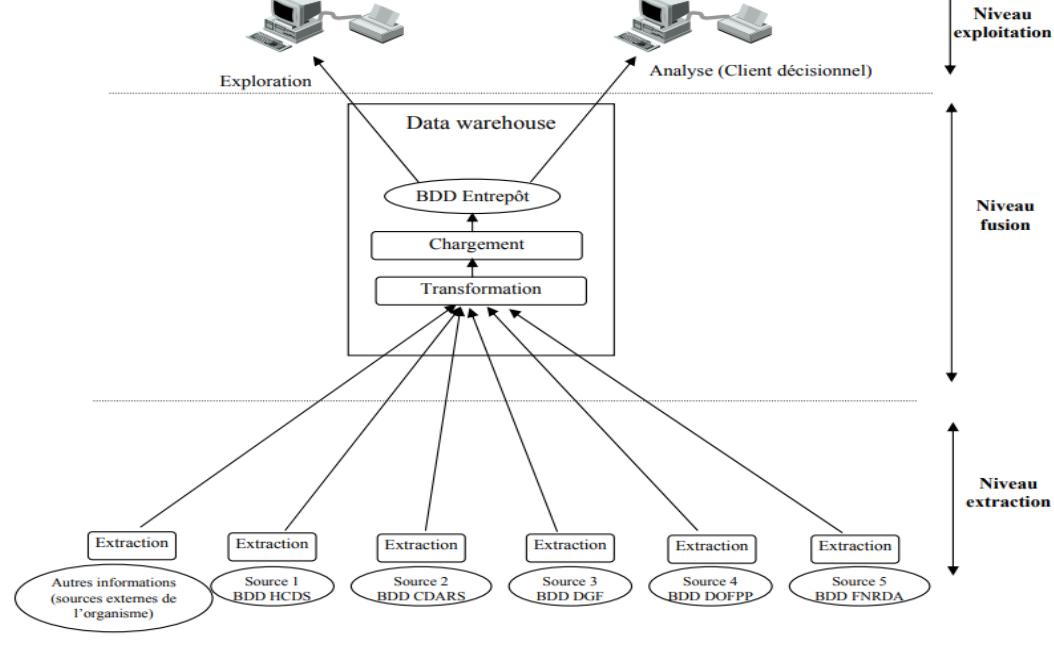 Niveau
exploitation
Exploration
Analyse (Client décisionnel)
Data warehouse
BDD Entrepôt
Chargement
Transformation
Niveau
fusion
Niveau
extraction
Extraction
Extraction
Extraction
Extraction
Extraction
Extraction
Autres informations
(sources externes de
l'organisme)
Source 1
BDD HCDS
Source 2
BDD CDARS
Source 3
BDD DGF
Source 4
BDD DOFPP
Source 5
BDD FNRDA